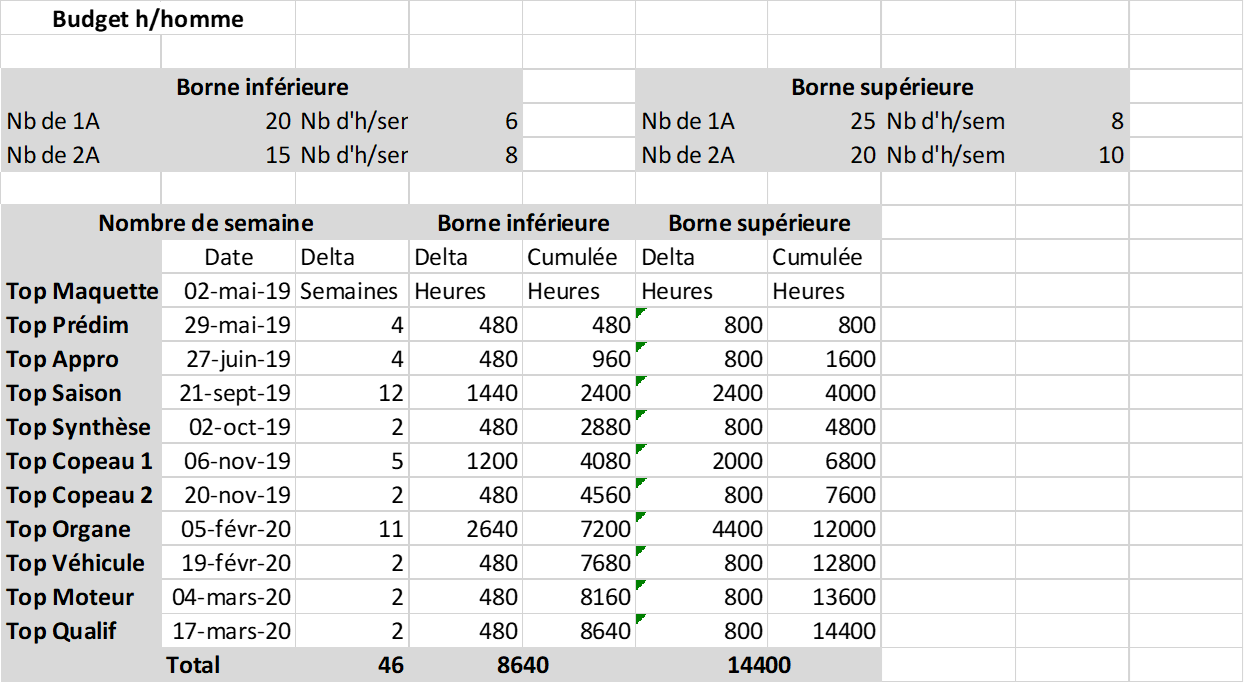 Budget h/homme
Borne inférieure Borne supérieure
Nb de 1A 20 Nb d'h/ser 6 Nb de 1A 25 Nb d'h/sem 8
Nb de 2A 15 Nb d'h/ser 8 Nb de 2A 20 Nb d'h/sem 10
Nombre de semaine Borne inférieure Borne supérieure
Date Delta Delta Cumulée Delta Cumulée
Top Maquette 02-mai-19 Semaines Heures Heures Heures Heures
Top Prédim 29-mai-19 4 480 480 800 800
Top Appro 27-juin-19 4 480 960 800 1600
Top Saison 21-sept-19 12 1440 2400 2400 4000
Top Synthèse 02-oct-19 2 480 2880 800 4800
Top Copeau 1 06-nov-19 5 1200 4080 2000 6800
Top Copeau 2 20-nov-19 2 480 4560 800 7600
Top Organe 05-févr-20 11 2640 7200 4400 12000
Top Véhicule 19-févr-20 2 480 7680 800 12800
Top Moteur 04-mars-20 2 480 8160 800 13600
Top Qualif 17-mars-20 2 480 8640 800 14400
Total 46 8640 14400